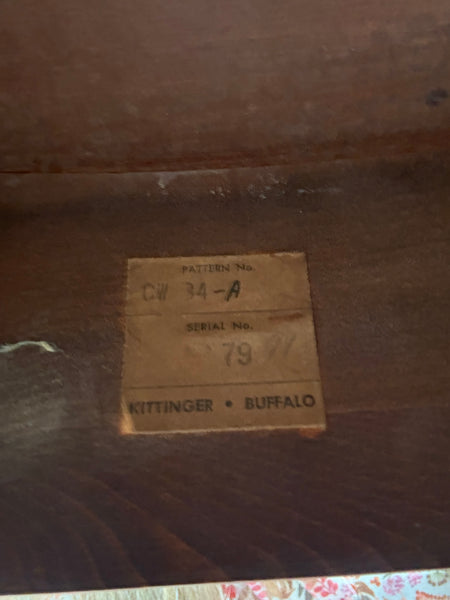 PATTERN No.
CW 34-A
SERIAL No.
79
KITTINGER • BUFFALO